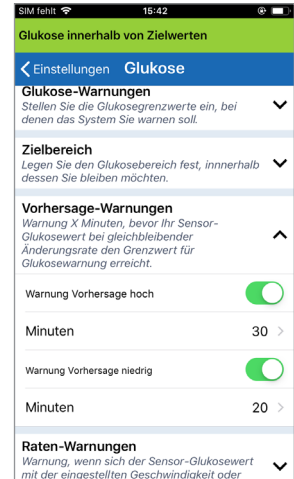 SIM fehlt 15:42
Glukose innerhalb von Zielwerten
Einstellungen Glukose
Glukose-Warnungen
Stellen Sie die Glukosegrenzwerte ein, bei
denen das System Sie warnen soll.
Zielbereich
Legen Sie den Glukosebereich fest, innnerhalb
dessen Sie bleiben möchten.
Vorhersage-Warnungen
Warnung X Minuten, bevor Ihr Sensor-
Glukosewert bei gleichbleibender
Änderungsrate den Grenzwert für
Glukosewarnung erreicht.
Warnung Vorhersage hoch
Minuten 30
Warnung Vorhersage niedrig
Minuten 20
Raten-Warnungen
Warnung, wenn sich der Sensor-Glukosewert
mit der eingestellten Geschwindigkeit oder